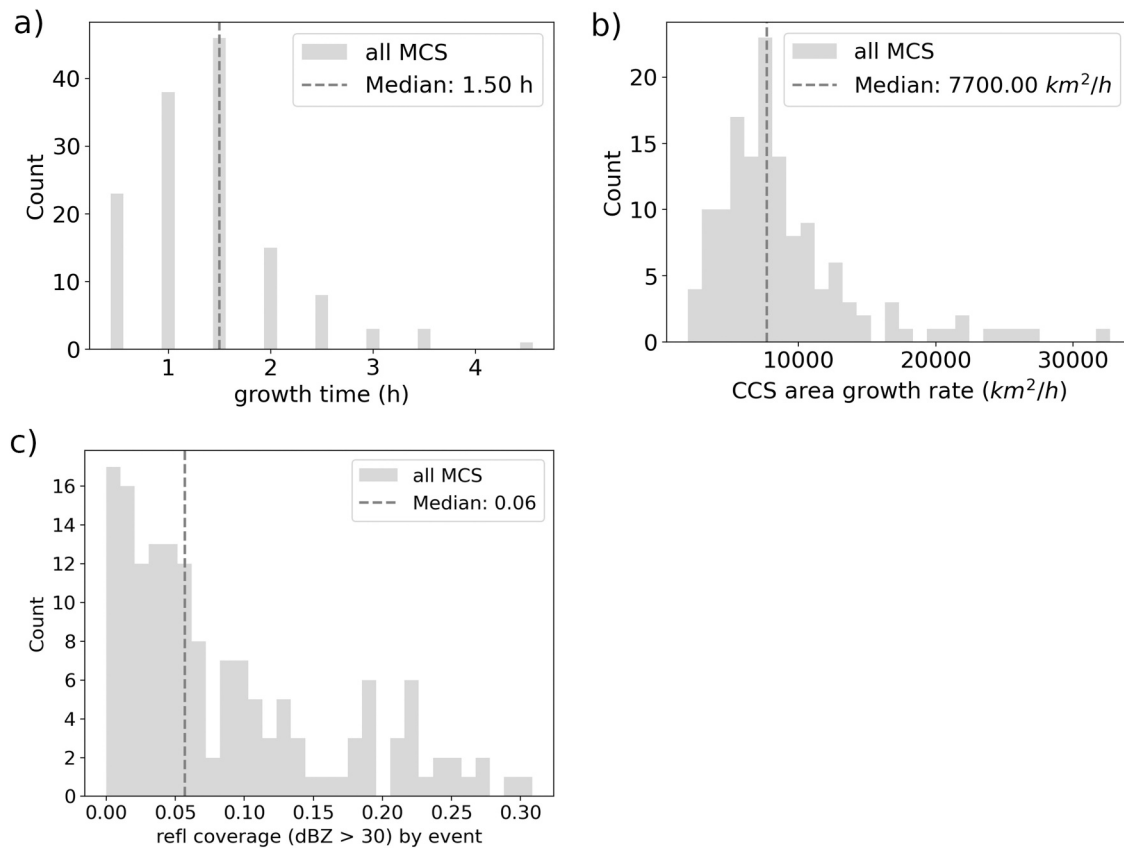 a)
Count
40
30
20
10
0
1 2 3 4
growth time (h)
all MCS
Median: 1.50 h
b)
Count
20
15
10
5
0
10000 20000 30000
CCS area growth rate (km²/h)
all MCS
Median: 7700.00 km²/h
c)
Count
16
14
12
10
8
6
4
2
0
0.00 0.05 0.10 0.15 0.20 0.25 0.30
refl coverage (dBZ > 30) by event
all MCS
Median: 0.06